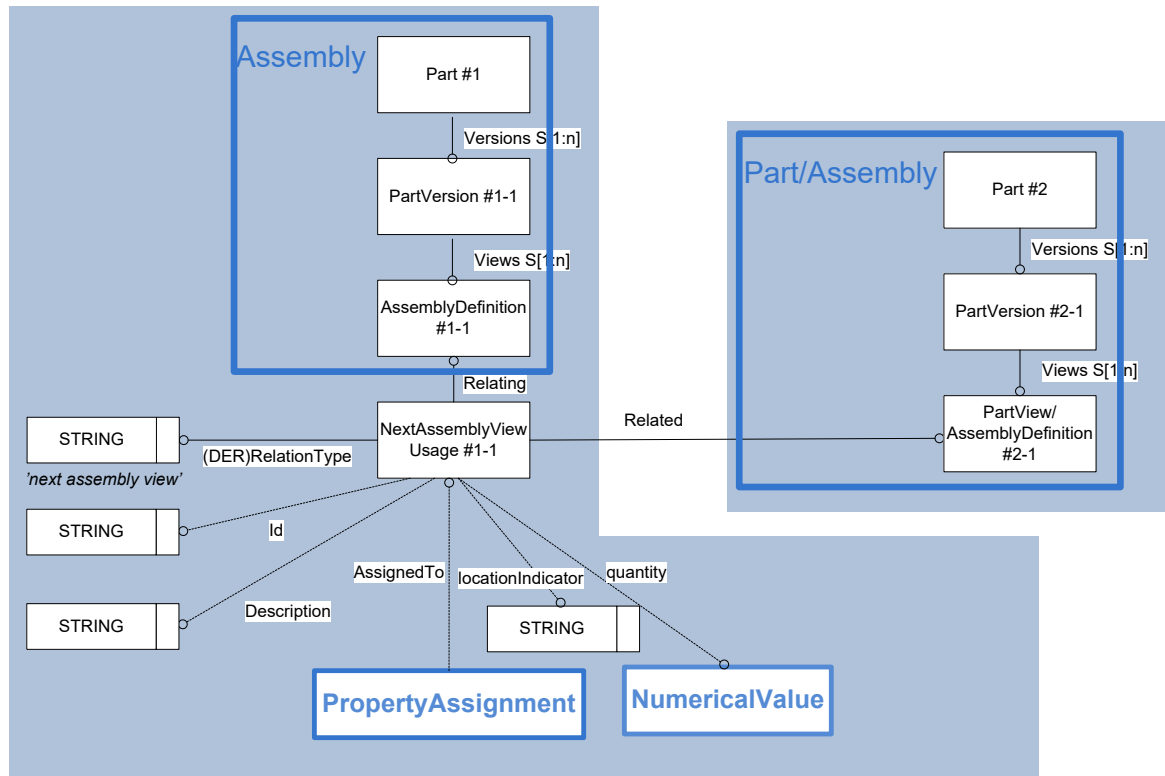 Assembly
Part #1
Versions S[1:n]
PartVersion #1-1
Views S[1:n]
AssemblyDefinition
#1-1
Relating
Part/Assembly
Part #2
Versions S[1:n]
PartVersion #2-1
Views S[1:n]
PartView/
AssemblyDefinition
#2-1
Related
NextAssemblyView
Usage #1-1
STRING
(DER)RelationType
'next assembly view'
STRING
Id
AssignedTo
locationIndicator
quantity
STRING
Description
STRING
PropertyAssignment
NumericalValue